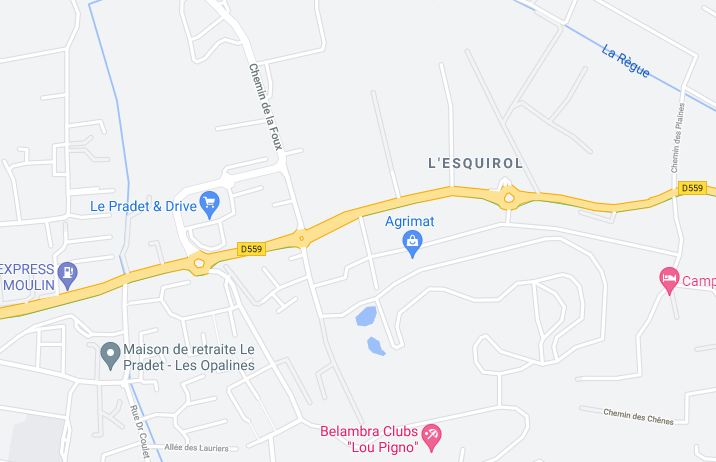 La Règue
Chemin de la Foux
Chemin des Plaines
L'ESQUIROL
D559
Le Pradet & Drive
Agrimat
D559
EXPRESS
MOULIN
Camp
Maison de retraite Le
Pradet - Les Opalines
Rue Dr Coulet
Chemin des Chênes
Belambra Clubs
"Lou Pigno"
Allée des Lauriers